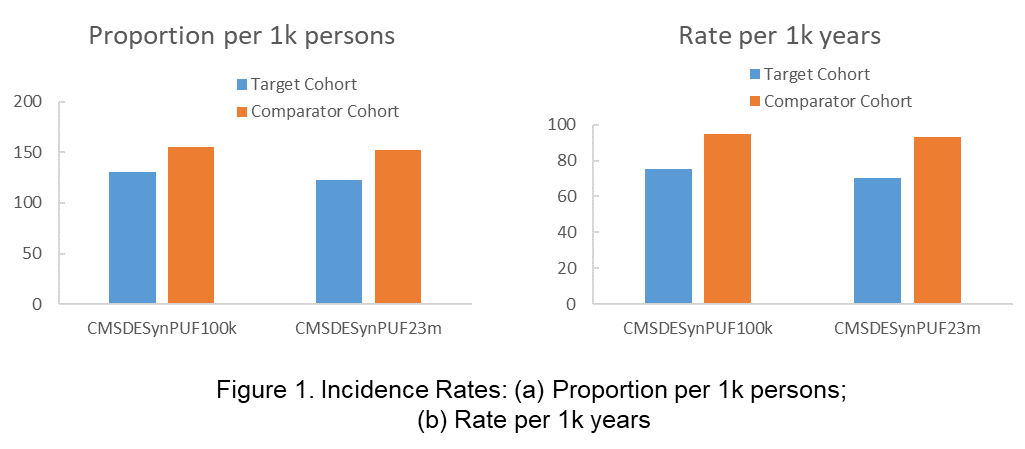 Proportion per 1k persons
Target Cohort
Comparator Cohort
200
150
100
50
0
CMSDESynPUF100k CMSDESynPUF23m
Rate per 1k years
Target Cohort
Comparator Cohort
100
80
60
40
20
0
CMSDESynPUF100k CMSDESynPUF23m
Figure 1. Incidence Rates: (a) Proportion per 1k persons;
(b) Rate per 1k years